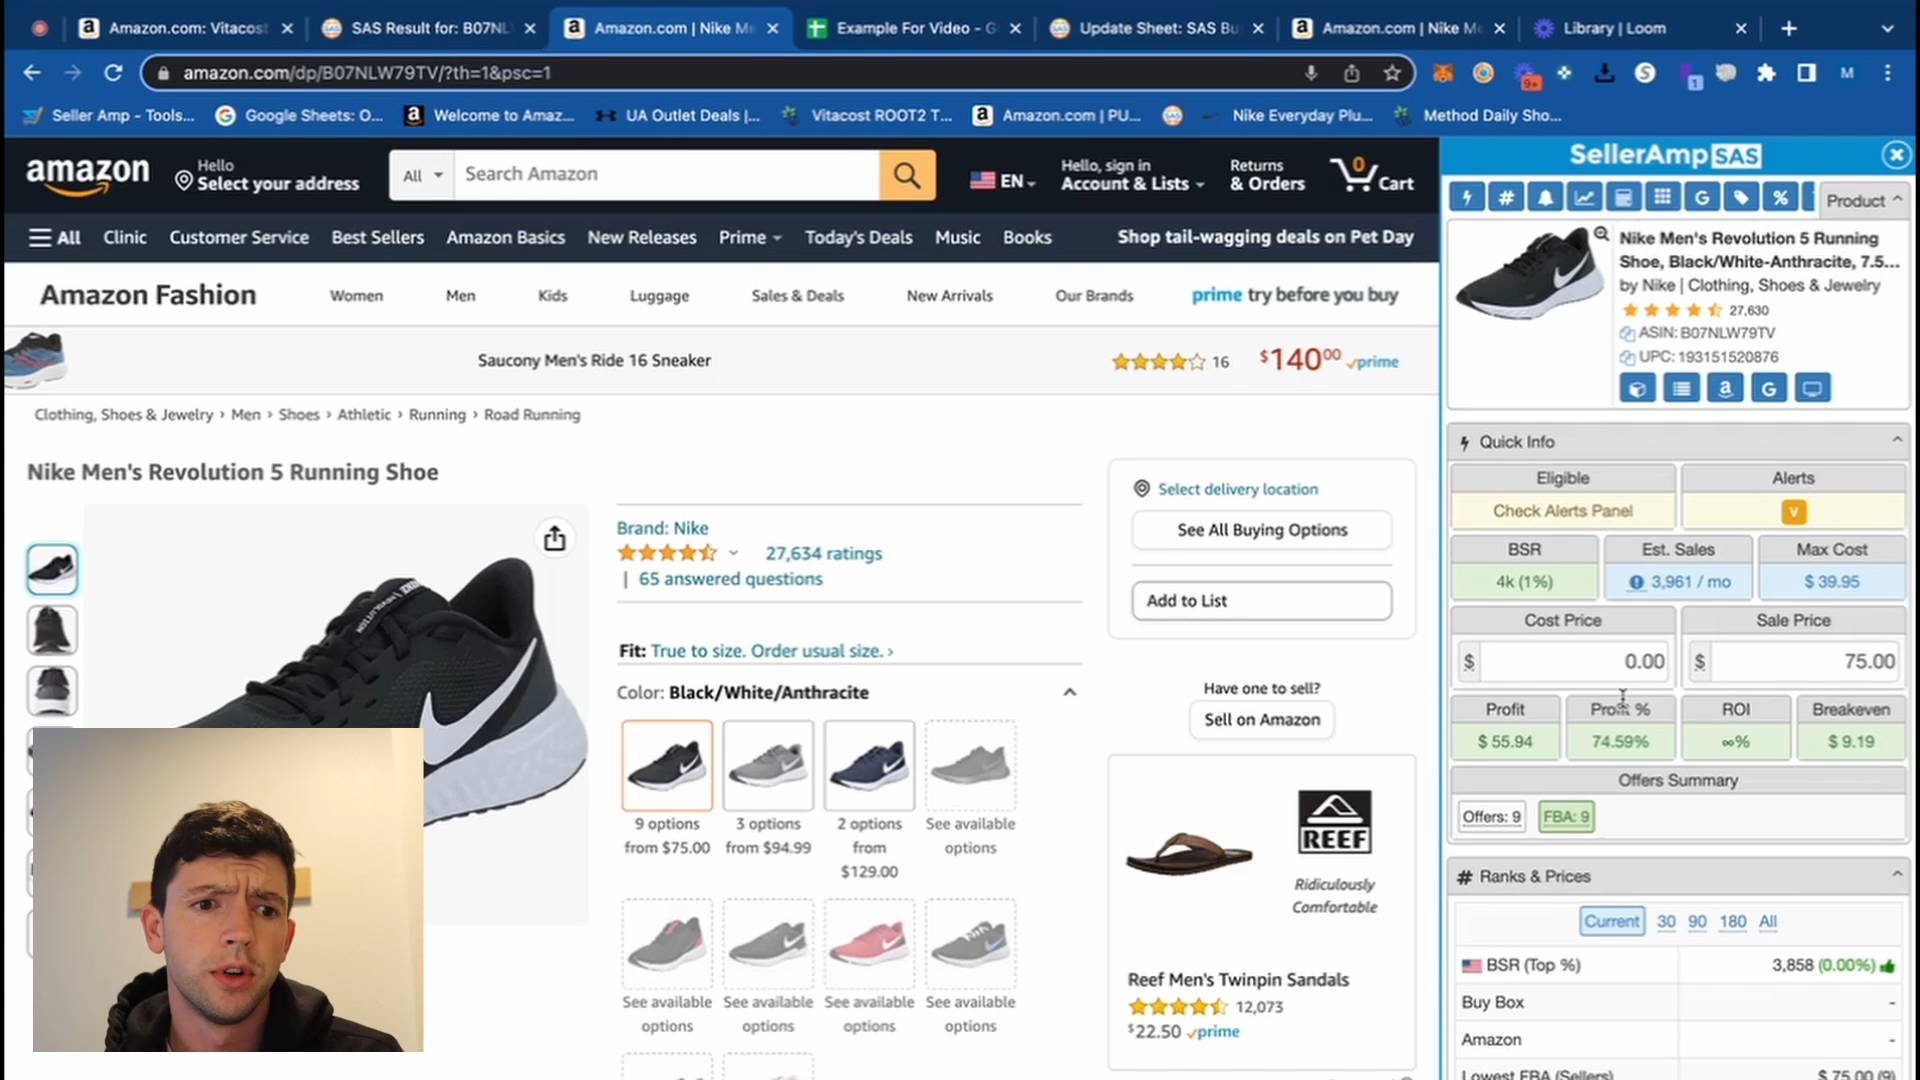 Amazon.com: Vitacost
SAS Result for: B07NL
Amazon.com | Nike Me
Example For Video - G
Update Sheet: SAS Bu
Amazon.com | Nike Me
Library | Loom
amazon.com/dp/B07NLW79TV/?th=1&psc=1
9+
1
M
Seller Amp - Tools...
Google Sheets: O...
Welcome to Amaz...
UA Outlet Deals |...
Vitacost ROOT2 T...
Amazon.com | PU...
Nike Everyday Plu...
Method Daily Sho...
amazon
Hello
Select your address
All
Search Amazon
EN
Hello, sign in
Account & Lists
Returns
& Orders
0
Cart
All
Clinic
Customer Service
Best Sellers
Amazon Basics
New Releases
Prime
Today's Deals
Music
Books
Shop tail-wagging deals on Pet Day
Amazon Fashion
Women
Men
Kids
Luggage
Sales & Deals
New Arrivals
Our Brands
prime try before you buy
Saucony Men's Ride 16 Sneaker
16
$14000
prime
Clothing, Shoes & Jewelry › Men › Shoes › Athletic › Running › Road Running
Nike Men's Revolution 5 Running Shoe
Brand: Nike
27,634 ratings
| 65 answered questions
Fit: True to size. Order usual size. ›
Color: Black/White/Anthracite
9 options
from $75.00
3 options
from $94.99
2 options
from
$129.00
See available
options
See available
options
See available
options
See available
options
See available
options
Select delivery location
See All Buying Options
Add to List
Have one to sell?
Sell on Amazon
REEF
Ridiculously
Comfortable
Reef Men's Twinpin Sandals
12,073
$22.50 prime
SellerAmp SAS
Product
Nike Men's Revolution 5 Running
Shoe, Black/White-Anthracite, 7.5...
by Nike | Clothing, Shoes & Jewelry
27,630
ASIN: B07NLW79TV
UPC: 193151520876
Quick Info
Eligible
Alerts
Check Alerts Panel
V
BSR
Est. Sales
Max Cost
4k (1%)
3,961 / mo
$ 39.95
Cost Price
Sale Price
$ 0.00
$ 75.00
Profit
Profit %
ROI
Breakeven
$ 55.94
74.59%
∞%
$ 9.19
Offers Summary
Offers: 9
FBA: 9
# Ranks & Prices
Current 30 90 180 All
BSR (Top %)
3,858 (0.00%)
Buy Box
-
Amazon
-
Lowest FBA (Sellers)
$ 75.00 (9)